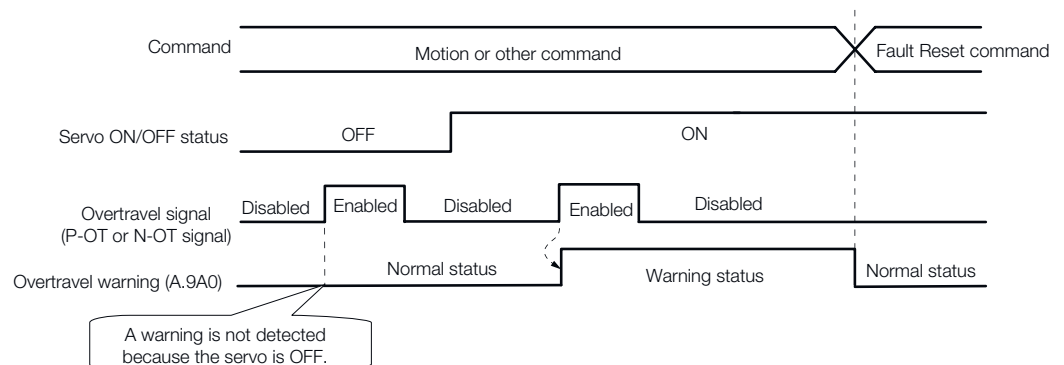 Command
Motion or other command
Fault Reset command
Servo ON/OFF status
OFF
ON
Overtravel signal
(P-OT or N-OT signal)
Disabled
Enabled
Disabled
Enabled
Disabled
Overtravel warning (A.9A0)
Normal status
Warning status
Normal status
A warning is not detected
because the servo is OFF.